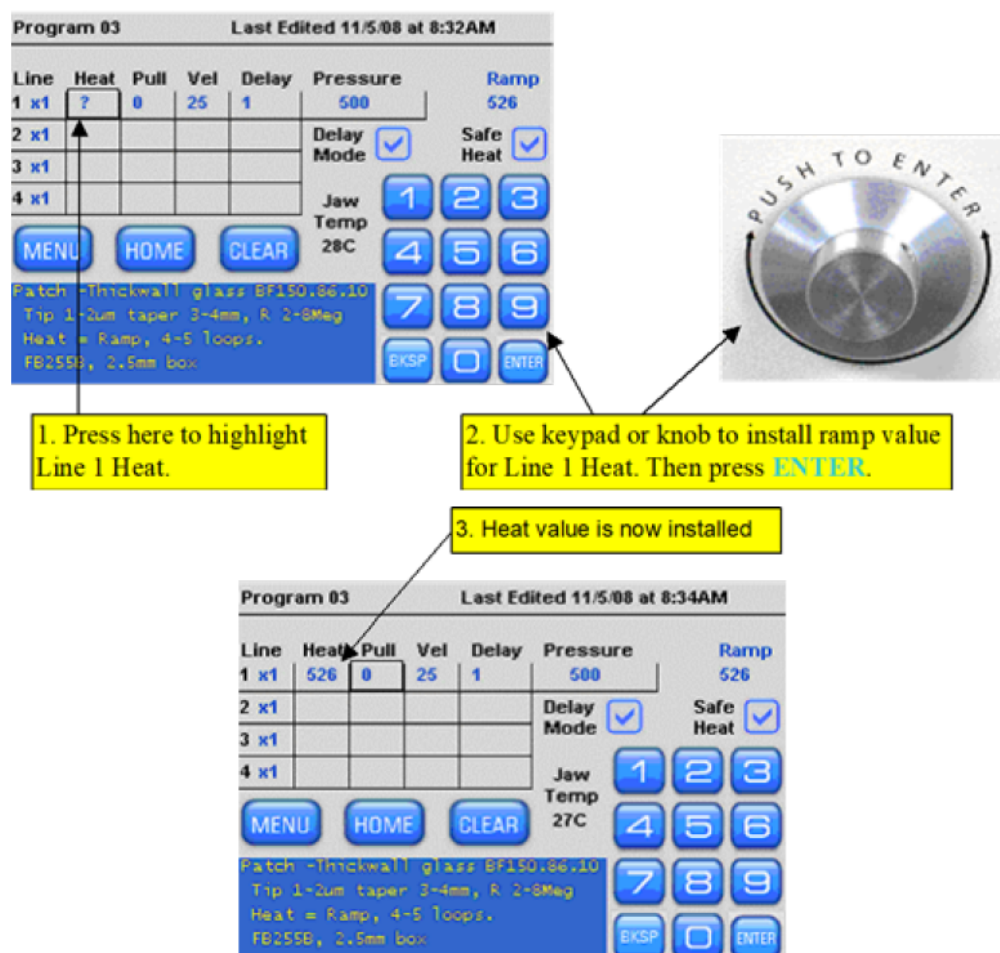 Program 03 Last Edited 11/5/08 at 8:32AM
Line Heat Pull Vel Delay Pressure Ramp
1 x1 ? 0 25 1 500 526
2 x1
3 x1
4 x1
Delay Mode
Safe Heat
Jaw
Temp
28C
1 2 3
4 5 6
7 8 9
BKSP 0 ENTER
MENU HOME CLEAR
Patch -Thickwall glass BF150.86.10
Tip 1-2um taper 3-4mm, R 2-8Meg
Heat = Ramp, 4-5 loops.
FB255B, 2.5mm box
PUSH TO ENTER
1. Press here to highlight
Line 1 Heat.
2. Use keypad or knob to install ramp value
for Line 1 Heat. Then press ENTER.
3. Heat value is now installed
Program 03 Last Edited 11/5/08 at 8:34AM
Line Heat Pull Vel Delay Pressure Ramp
1 x1 526 0 25 1 500 526
2 x1
3 x1
4 x1
Delay Mode
Safe Heat
Jaw
Temp
27C
1 2 3
4 5 6
7 8 9
BKSP 0 ENTER
MENU HOME CLEAR
Patch -Thickwall glass BF150.86.10
Tip 1-2um taper 3-4mm, R 2-8Meg
Heat = Ramp, 4-5 loops.
FB255B, 2.5mm box